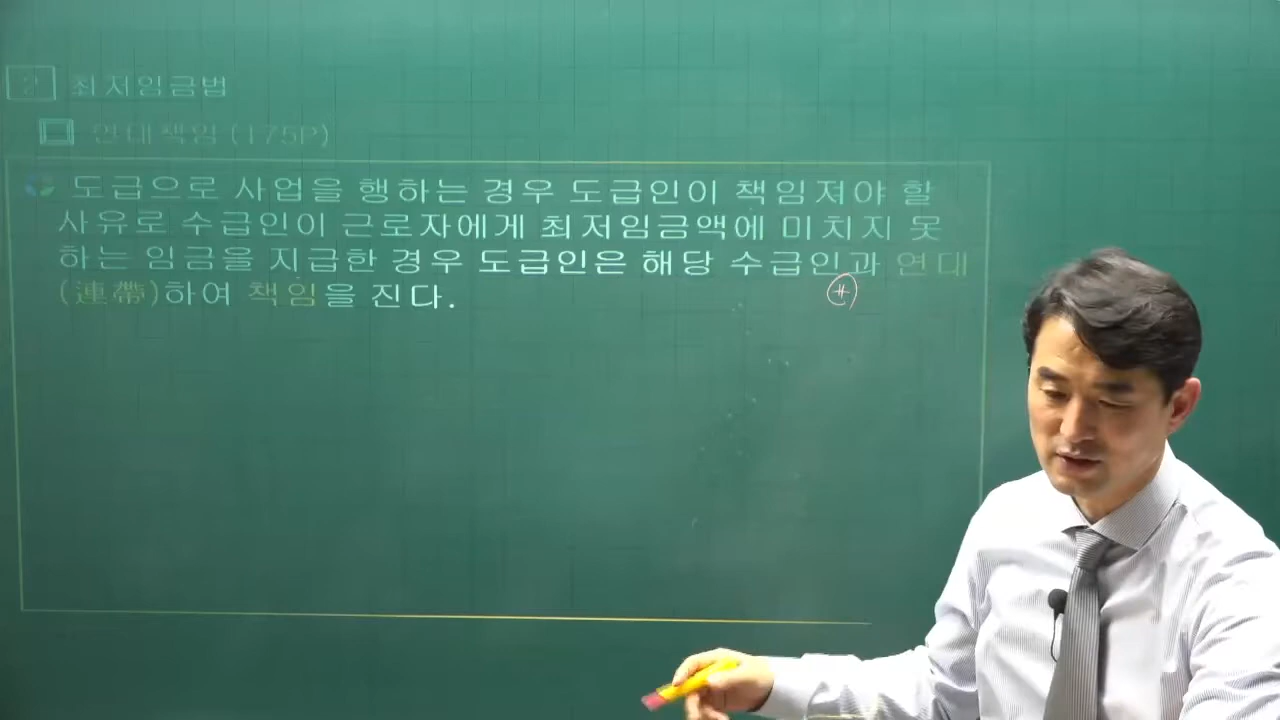 2 최저임금법
연대책임 (175P)
도급으로 사업을 행하는 경우 도급인이 책임져야 할
사유로 수급인이 근로자에게 최저임금액에 미치지 못
하는 임금을 지급한 경우 도급인은 해당 수급인과 연대
(連帶)하여 책임을 진다.